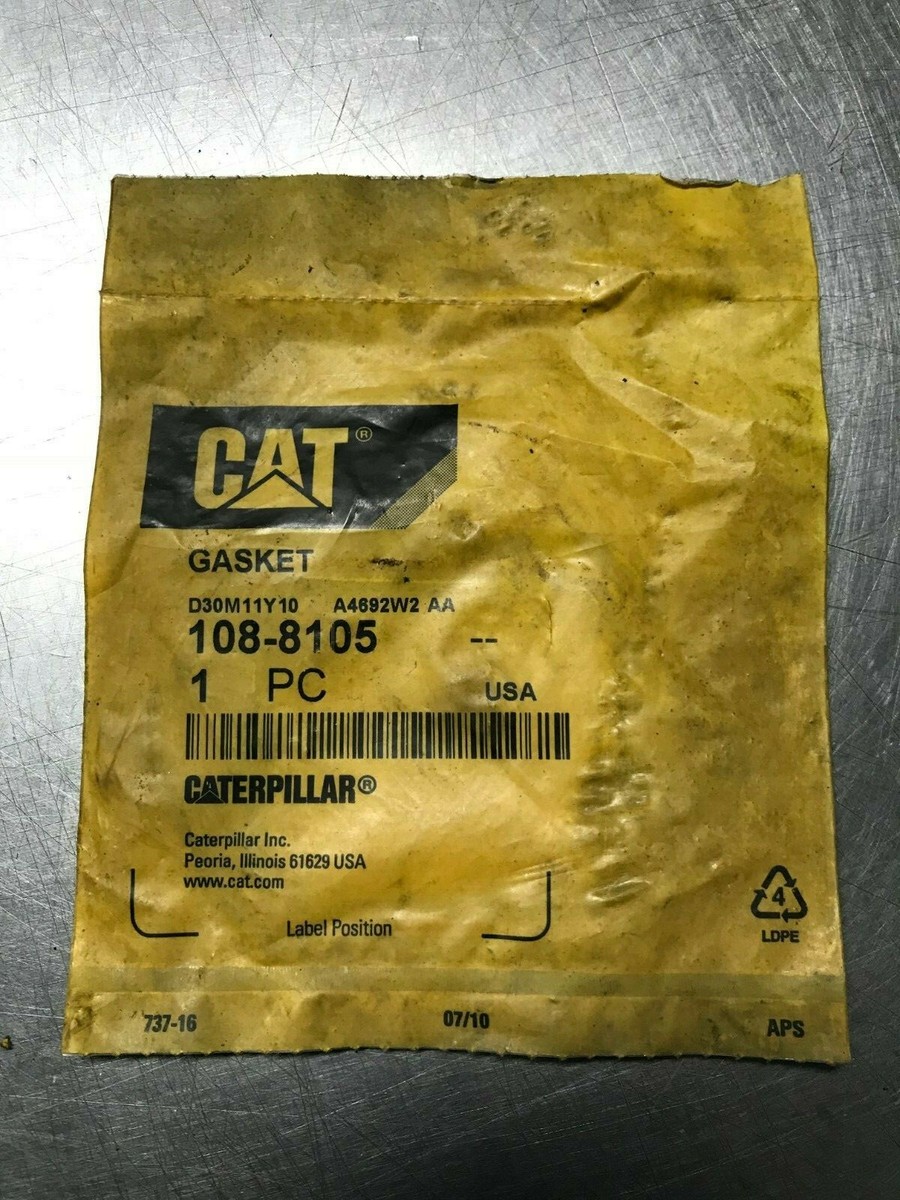 CAT®
GASKET
D30M11Y10 A4692W2 AA
108-8105 --
1 PC USA
CATERPILLAR®
Caterpillar Inc.
Peoria, Illinois 61629 USA
www.cat.com
Label Position
4
LDPE
737-16 07/10 APS